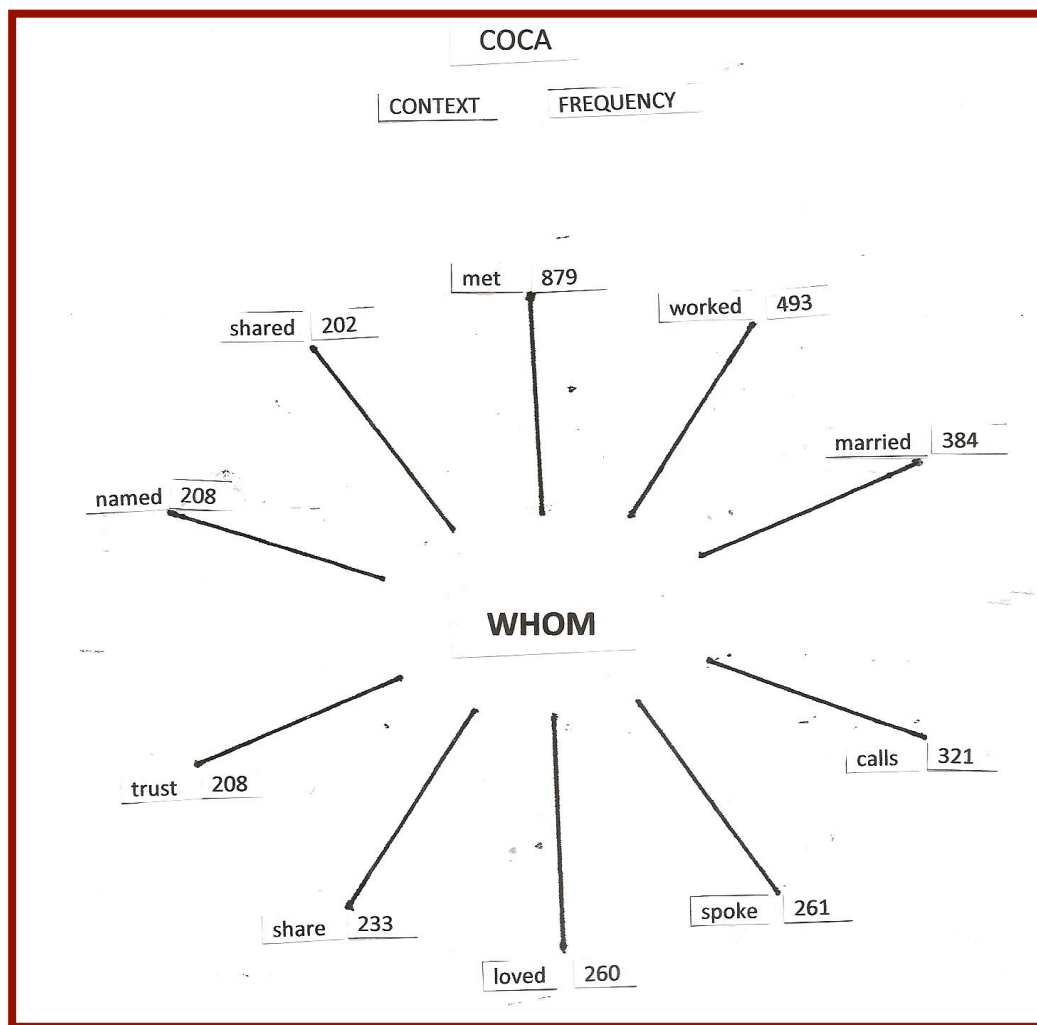 COCA
CONTEXT FREQUENCY
met 879
worked 493
shared 202
married 384
named 208
WHOM
calls 321
trust 208
spoke 261
share 233
loved 260